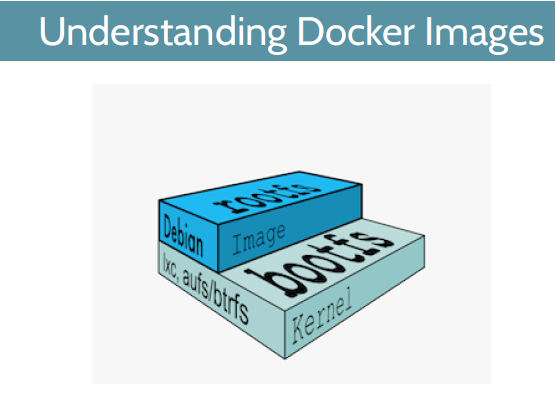 Understanding Docker Images
rootfs
Debian
Image
bootfs
lxc, aufs/btrfs
Kernel